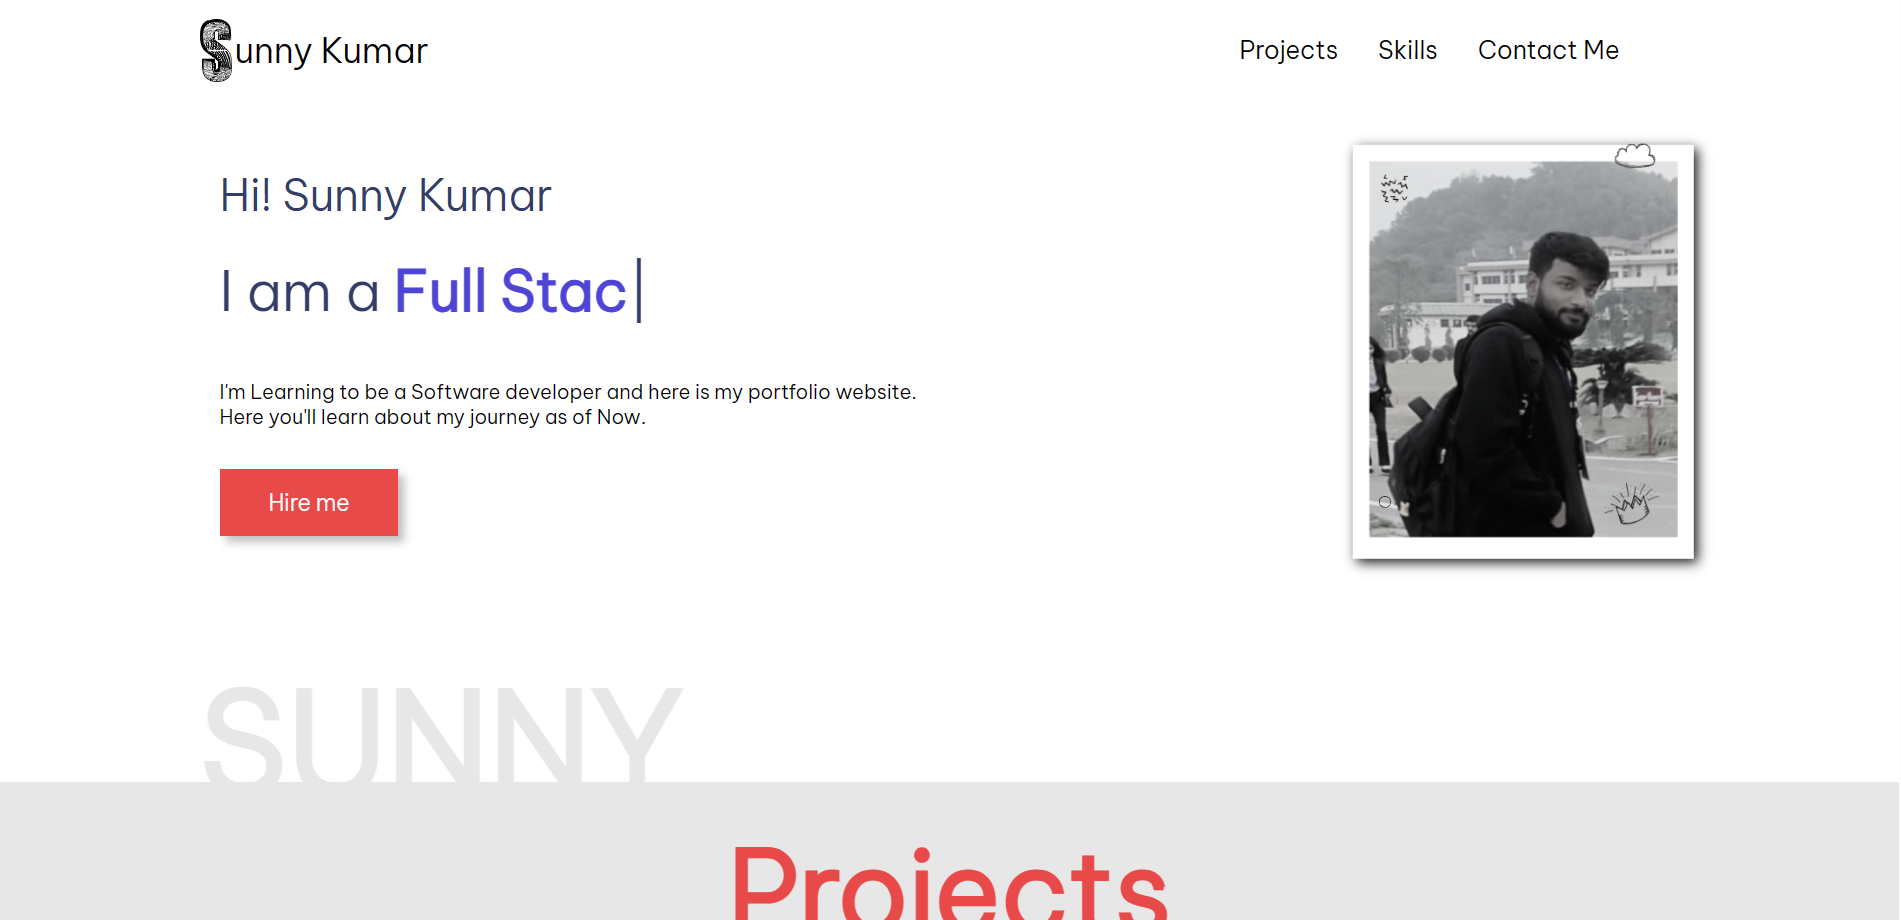 Sunny Kumar
Projects Skills Contact Me
Hi! Sunny Kumar
I am a Full Stac
I'm Learning to be a Software developer and here is my portfolio website.
Here you'll learn about my journey as of Now.
Hire me
SUNNY
Projects